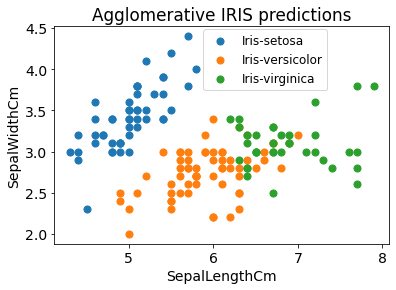 Agglomerative IRIS predictions
Iris-setosa
Iris-versicolor
Iris-virginica
SepalWidthCm
4.5
4.0
3.5
3.0
2.5
2.0
5 6 7 8
SepalLengthCm